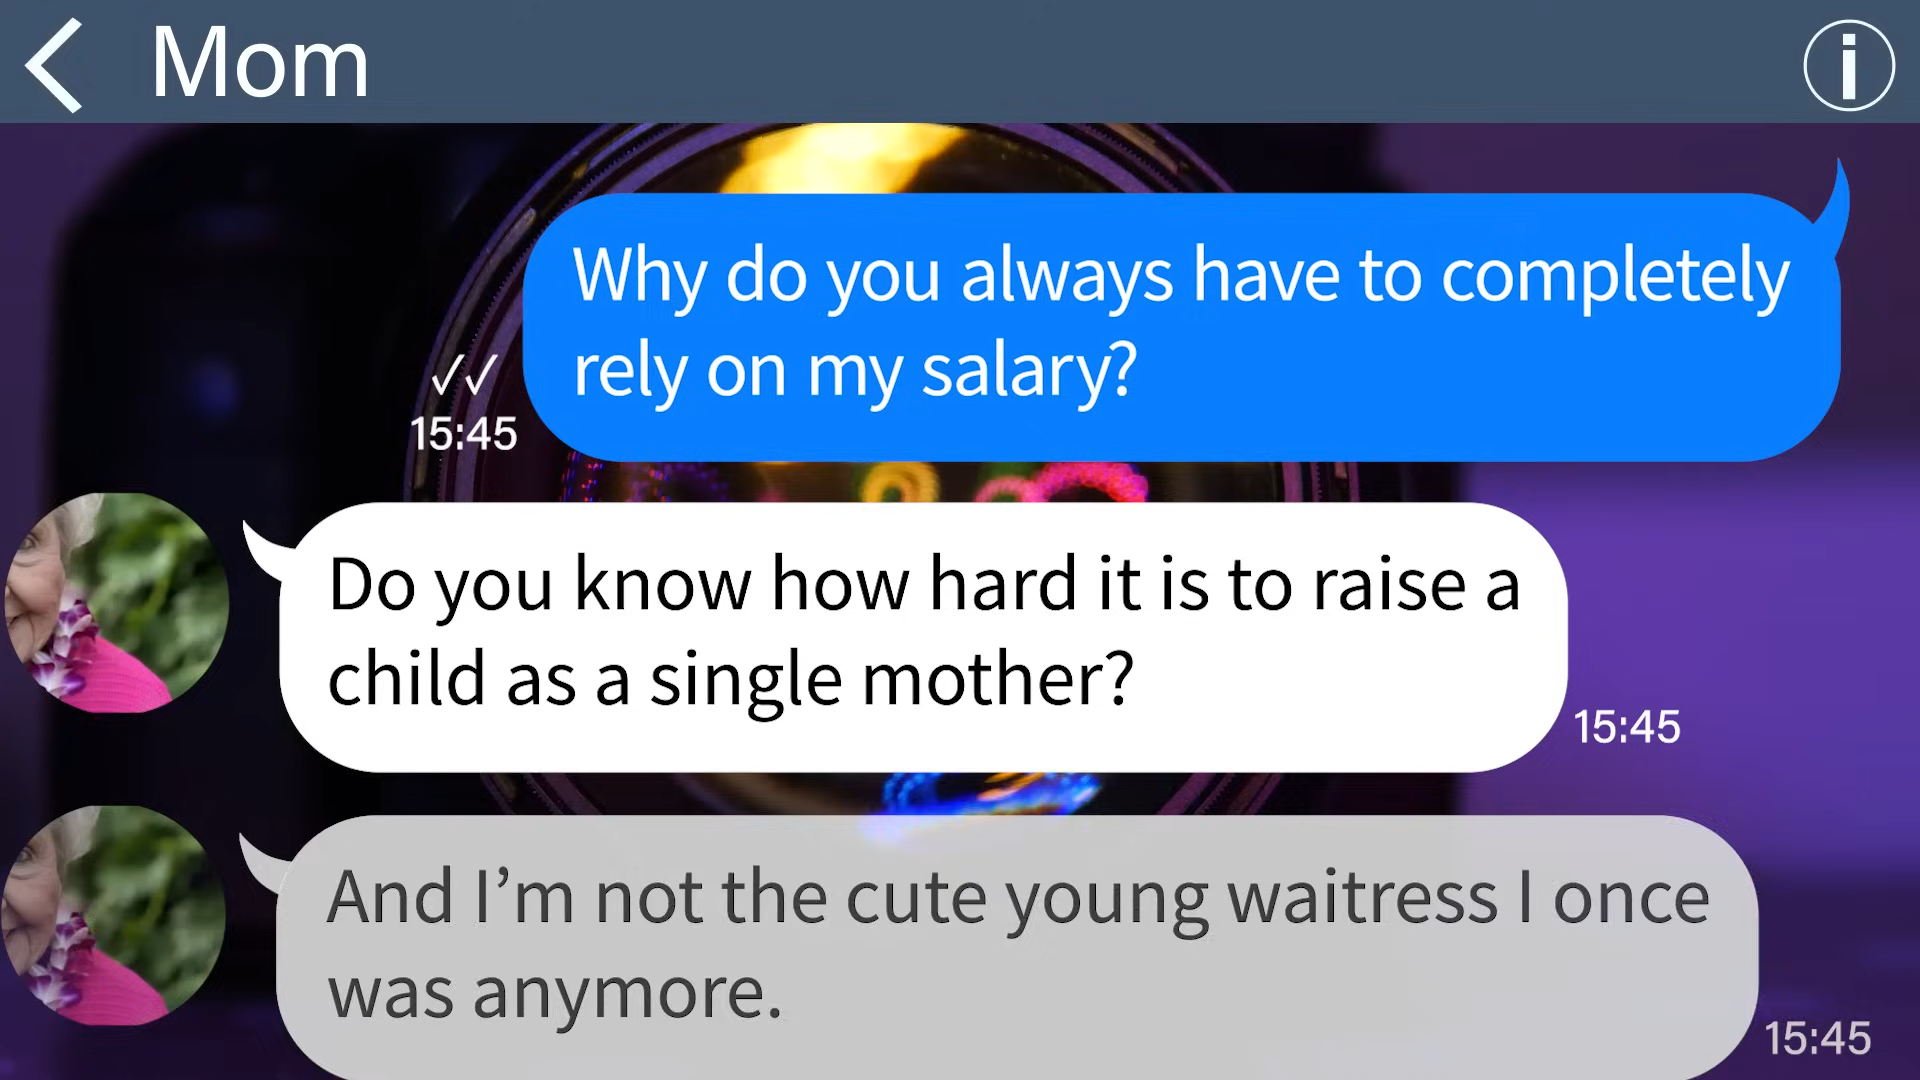 Mom
Why do you always have to completely
rely on my salary?
15:45
Do you know how hard it is to raise a
child as a single mother?
15:45
And I’m not the cute young waitress I once
was anymore.
15:45